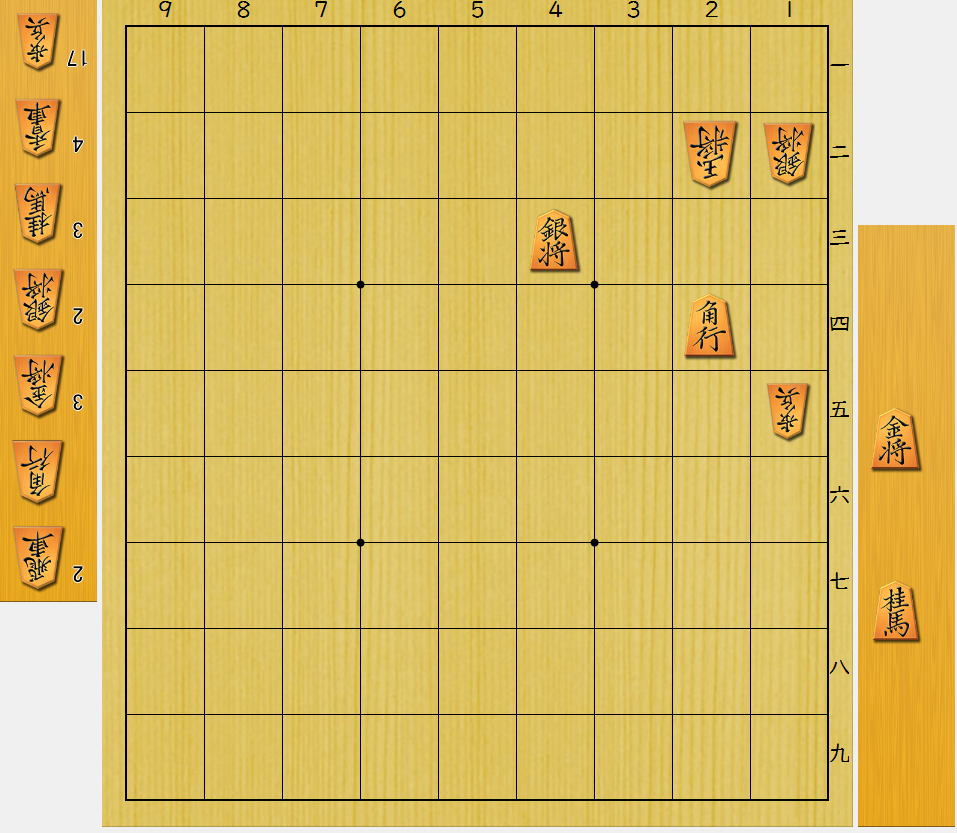 9 8 7 6 5 4 3 2 1
一
二
三
四
五
六
七
八
九
歩兵 17
香車 4
桂馬 3
銀将 2
金将 3
角行
飛車 2
玉将 銀将
銀将
角行
歩兵
金将
桂馬